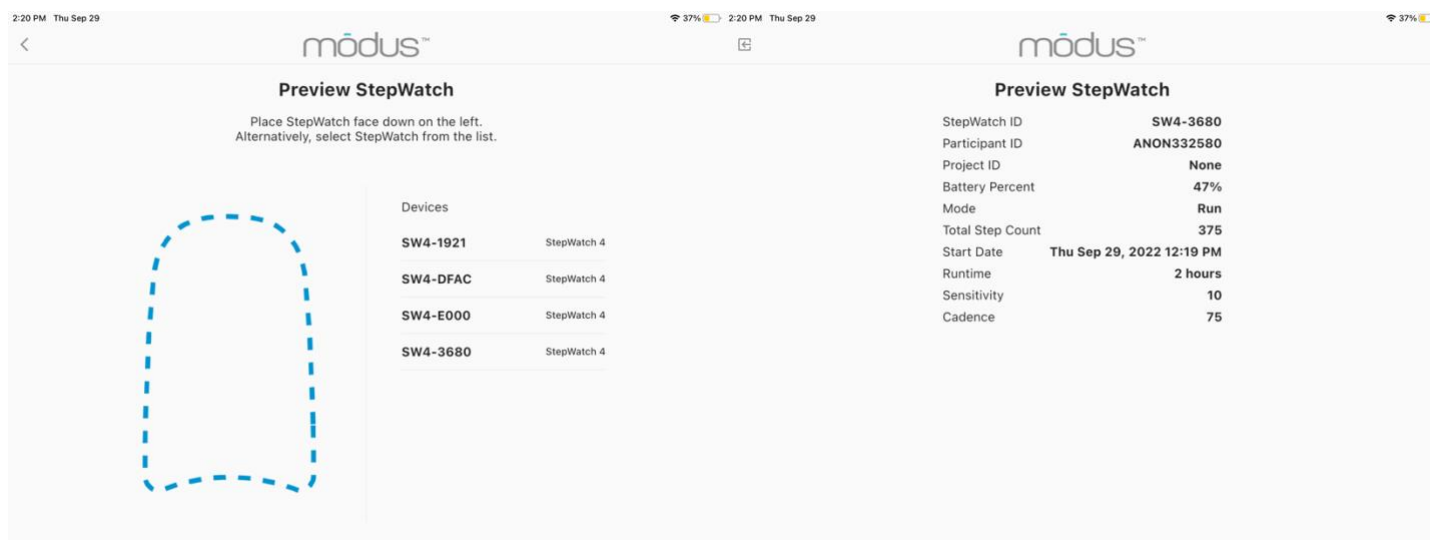 2:20 PM Thu Sep 29
37%
mōdus™
Preview StepWatch
Place StepWatch face down on the left.
Alternatively, select StepWatch from the list.
Devices
SW4-1921 StepWatch 4
SW4-DFAC StepWatch 4
SW4-E000 StepWatch 4
SW4-3680 StepWatch 4
2:20 PM Thu Sep 29
37%
mōdus™
Preview StepWatch
StepWatch ID SW4-3680
Participant ID ANON332580
Project ID None
Battery Percent 47%
Mode Run
Total Step Count 375
Start Date Thu Sep 29, 2022 12:19 PM
Runtime 2 hours
Sensitivity 10
Cadence 75